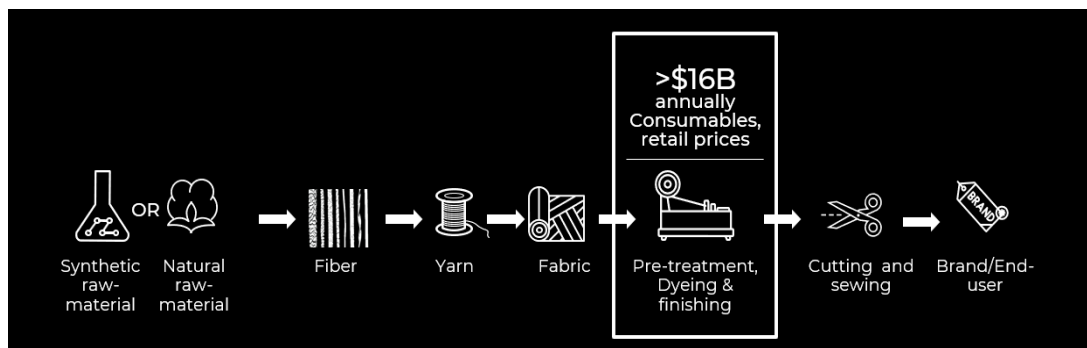 >$16B
annually
Consumables,
retail prices
OR
BRAND
Synthetic
raw-
material
Natural
raw-
material
Fiber
Yarn
Fabric
Pre-treatment,
Dyeing &
finishing
Cutting and
sewing
Brand/End-
user